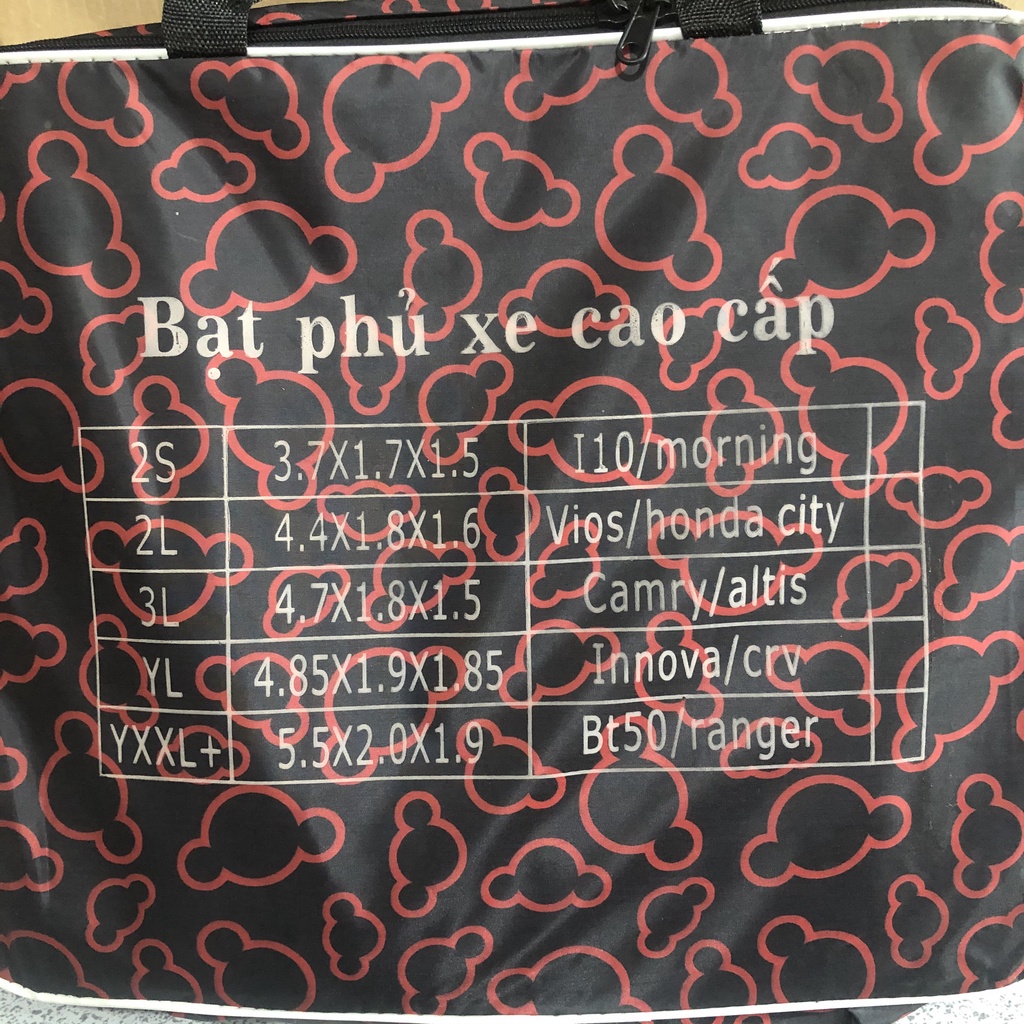 Bạt phủ xe cao cấp
2S 3.7X1.7X1.5 I10/morning
2L 4.4X1.8X1.6 Vios/honda city
3L 4.7X1.8X1.5 Camry/altis
YL 4.85X1.9X1.85 Innova/crv
YXXL+ 5.5X2.0X1.9 Bt50/ranger